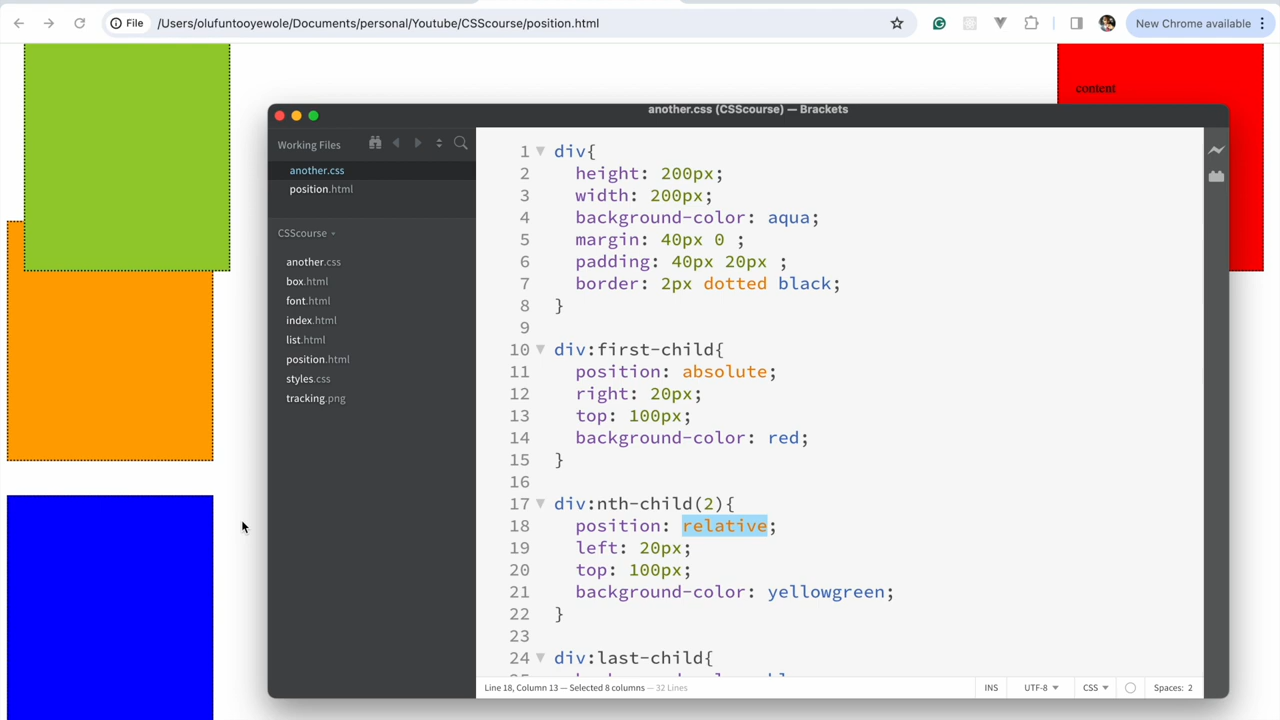 File
/Users/olufuntooyewole/Documents/personal/Youtube/CSScourse/position.html
New Chrome available
content
another.css (CSScourse) — Brackets
Working Files
another.css
position.html
CSScourse
another.css
box.html
font.html
index.html
list.html
position.html
styles.css
tracking.png
1 div{
2 height: 200px;
3 width: 200px;
4 background-color: aqua;
5 margin: 40px 0 ;
6 padding: 40px 20px ;
7 border: 2px dotted black;
8 }
9
10 div:first-child{
11 position: absolute;
12 right: 20px;
13 top: 100px;
14 background-color: red;
15 }
16
17 div:nth-child(2){
18 position: relative;
19 left: 20px;
20 top: 100px;
21 background-color: yellowgreen;
22 }
23
24 div:last-child{
Line 18, Column 13 — Selected 8 columns — 32 Lines
INS
UTF-8
CSS
Spaces: 2